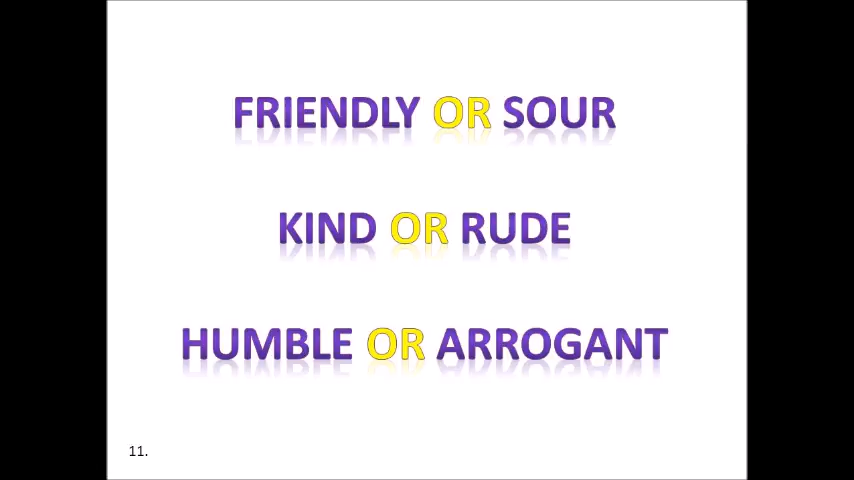 FRIENDLY OR SOUR
KIND OR RUDE
HUMBLE OR ARROGANT
11.